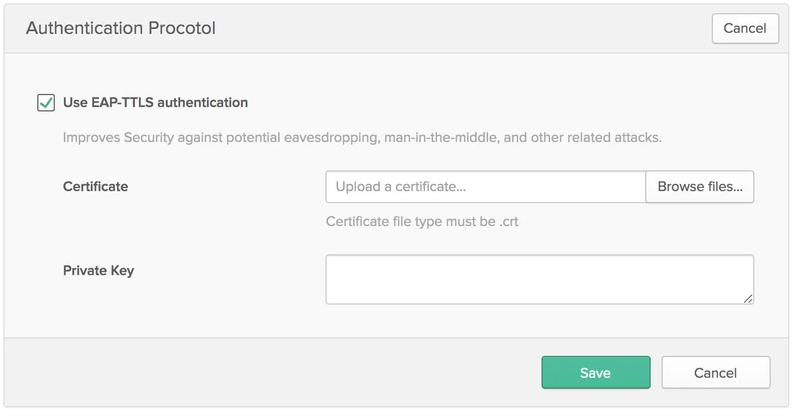 Authentication Procotol
Cancel
Use EAP-TTLS authentication
Improves Security against potential eavesdropping, man-in-the-middle, and other related attacks.
Certificate
Upload a certificate...
Browse files...
Certificate file type must be .crt
Private Key
Save
Cancel